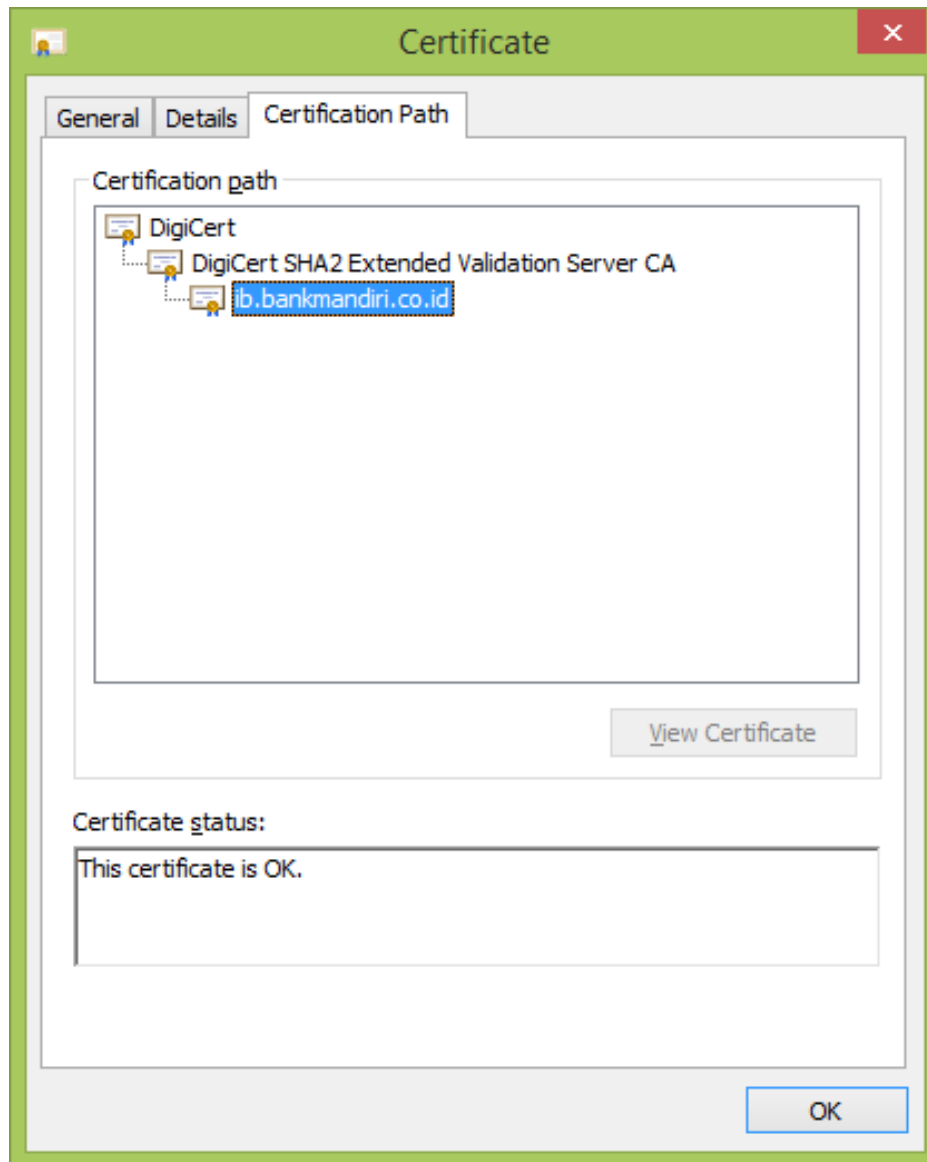 Certificate
General Details Certification Path
Certification path
DigiCert
DigiCert SHA2 Extended Validation Server CA
ib.bankmandiri.co.id
View Certificate
Certificate status:
This certificate is OK.
OK